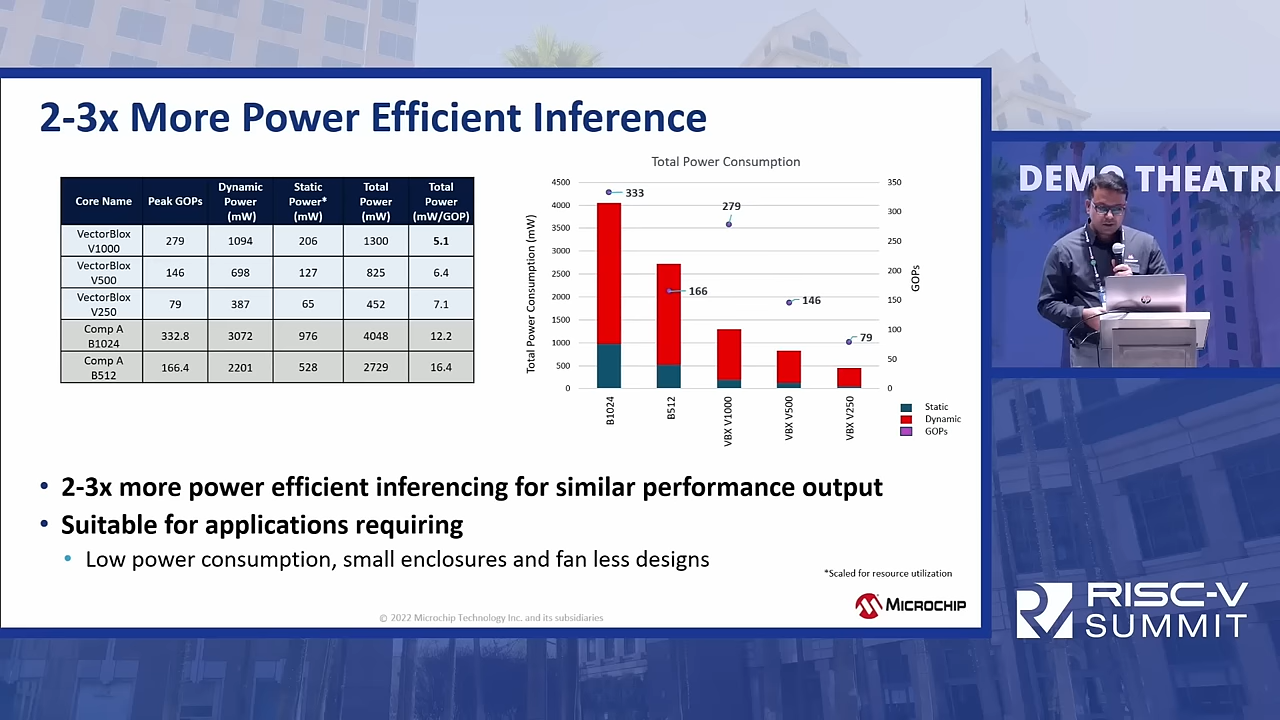 2-3x More Power Efficient Inference
Core Name Peak GOPs Dynamic Power (mW) Static Power* (mW) Total Power (mW) Total Power (mW/GOP)
VectorBlox V1000 279 1094 206 1300 5.1
VectorBlox V500 146 698 127 825 6.4
VectorBlox V250 79 387 65 452 7.1
Comp A B1024 332.8 3072 976 4048 12.2
Comp A B512 166.4 2201 528 2729 16.4
Total Power Consumption
Total Power Consumption (mW)
4500
4000
3500
3000
2500
2000
1500
1000
500
0
333
166
279
146
79
350
300
250
200
150
100
50
0
GOPs
B1024
B512
VBX V1000
VBX V500
VBX V250
Static
Dynamic
GOPs
• 2-3x more power efficient inferencing for similar performance output
• Suitable for applications requiring
• Low power consumption, small enclosures and fan less designs
*Scaled for resource utilization
MICROCHIP
© 2022 Microchip Technology Inc. and its subsidiaries
DEMO THEATRE
hp
RISC-V
SUMMIT